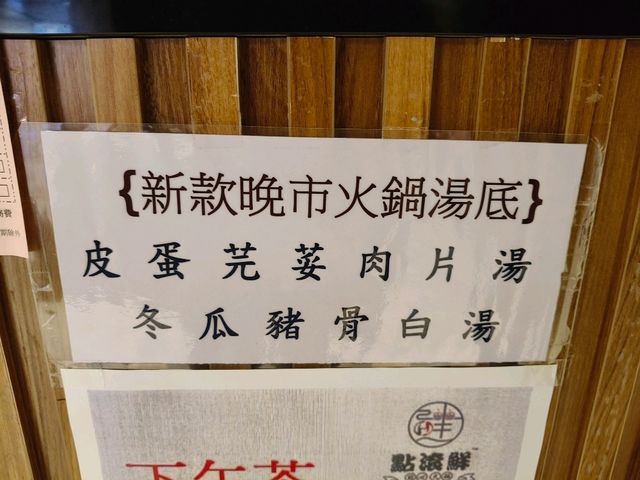 {新款晚市火鍋湯底}
皮蛋芫荽肉片湯
冬瓜豬骨白湯
下午茶
點滾鮮